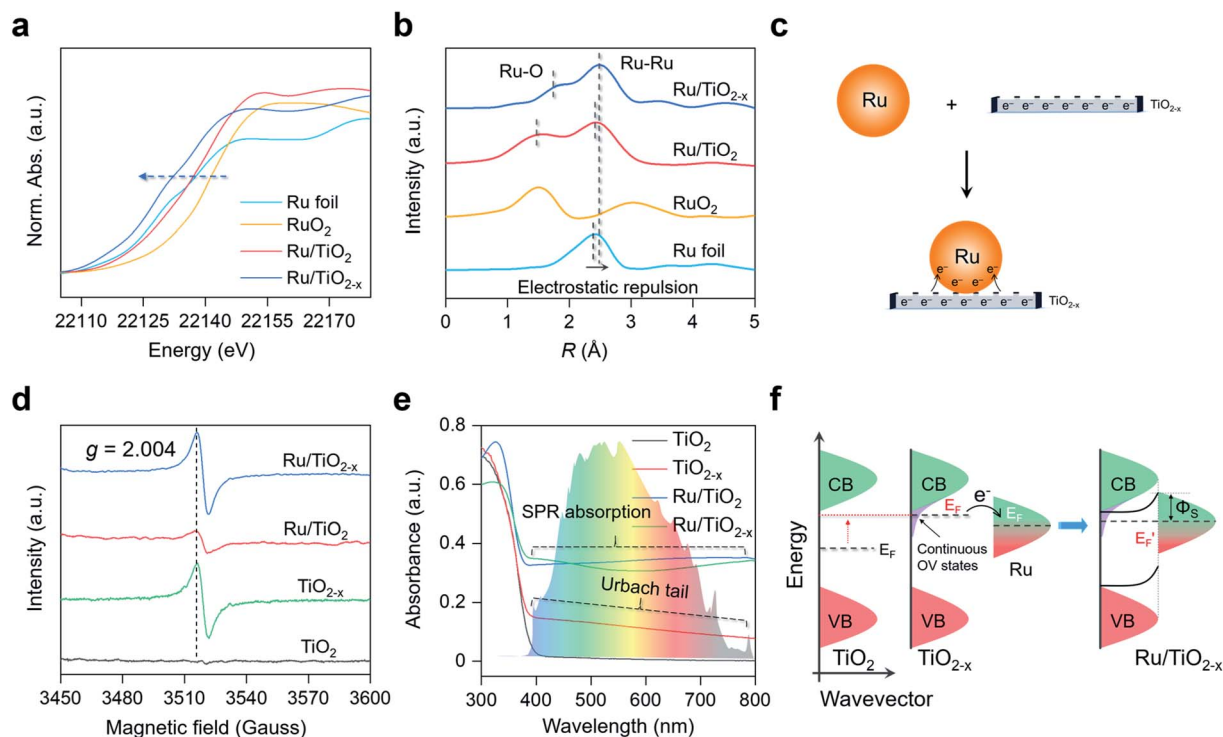 a
Norm. Abs. (a.u.)
Ru foil
RuO2
Ru/TiO2
Ru/TiO2-x
22110 22125 22140 22155 22170
Energy (eV)
b
Intensity (a.u.)
Ru-O
Ru-Ru
Ru/TiO2-x
Ru/TiO2
RuO2
Ru foil
Electrostatic repulsion
0 1 2 3 4 5
R (Å)
c
Ru
+
e⁻ e⁻ e⁻ e⁻ e⁻ e⁻ e⁻
TiO2-x
Ru
e⁻ e⁻
e⁻ e⁻
e⁻ e⁻ e⁻ e⁻ e⁻ e⁻ e⁻
TiO2-x
d
Intensity (a.u.)
g = 2.004
Ru/TiO2-x
Ru/TiO2
TiO2-x
TiO2
3450 3480 3510 3540 3570 3600
Magnetic field (Gauss)
e
Absorbance (a.u.)
0.8
0.6
0.4
0.2
0
TiO2
TiO2-x
Ru/TiO2
Ru/TiO2-x
SPR absorption
Urbach tail
300 400 500 600 700 800
Wavelength (nm)
f
Energy
CB
EF
VB
TiO2
CB
EF
e⁻
Continuous
OV states
VB
TiO2-x
EF
Ru
CB
ΦS
EF'
VB
Ru/TiO2-x
Wavevector